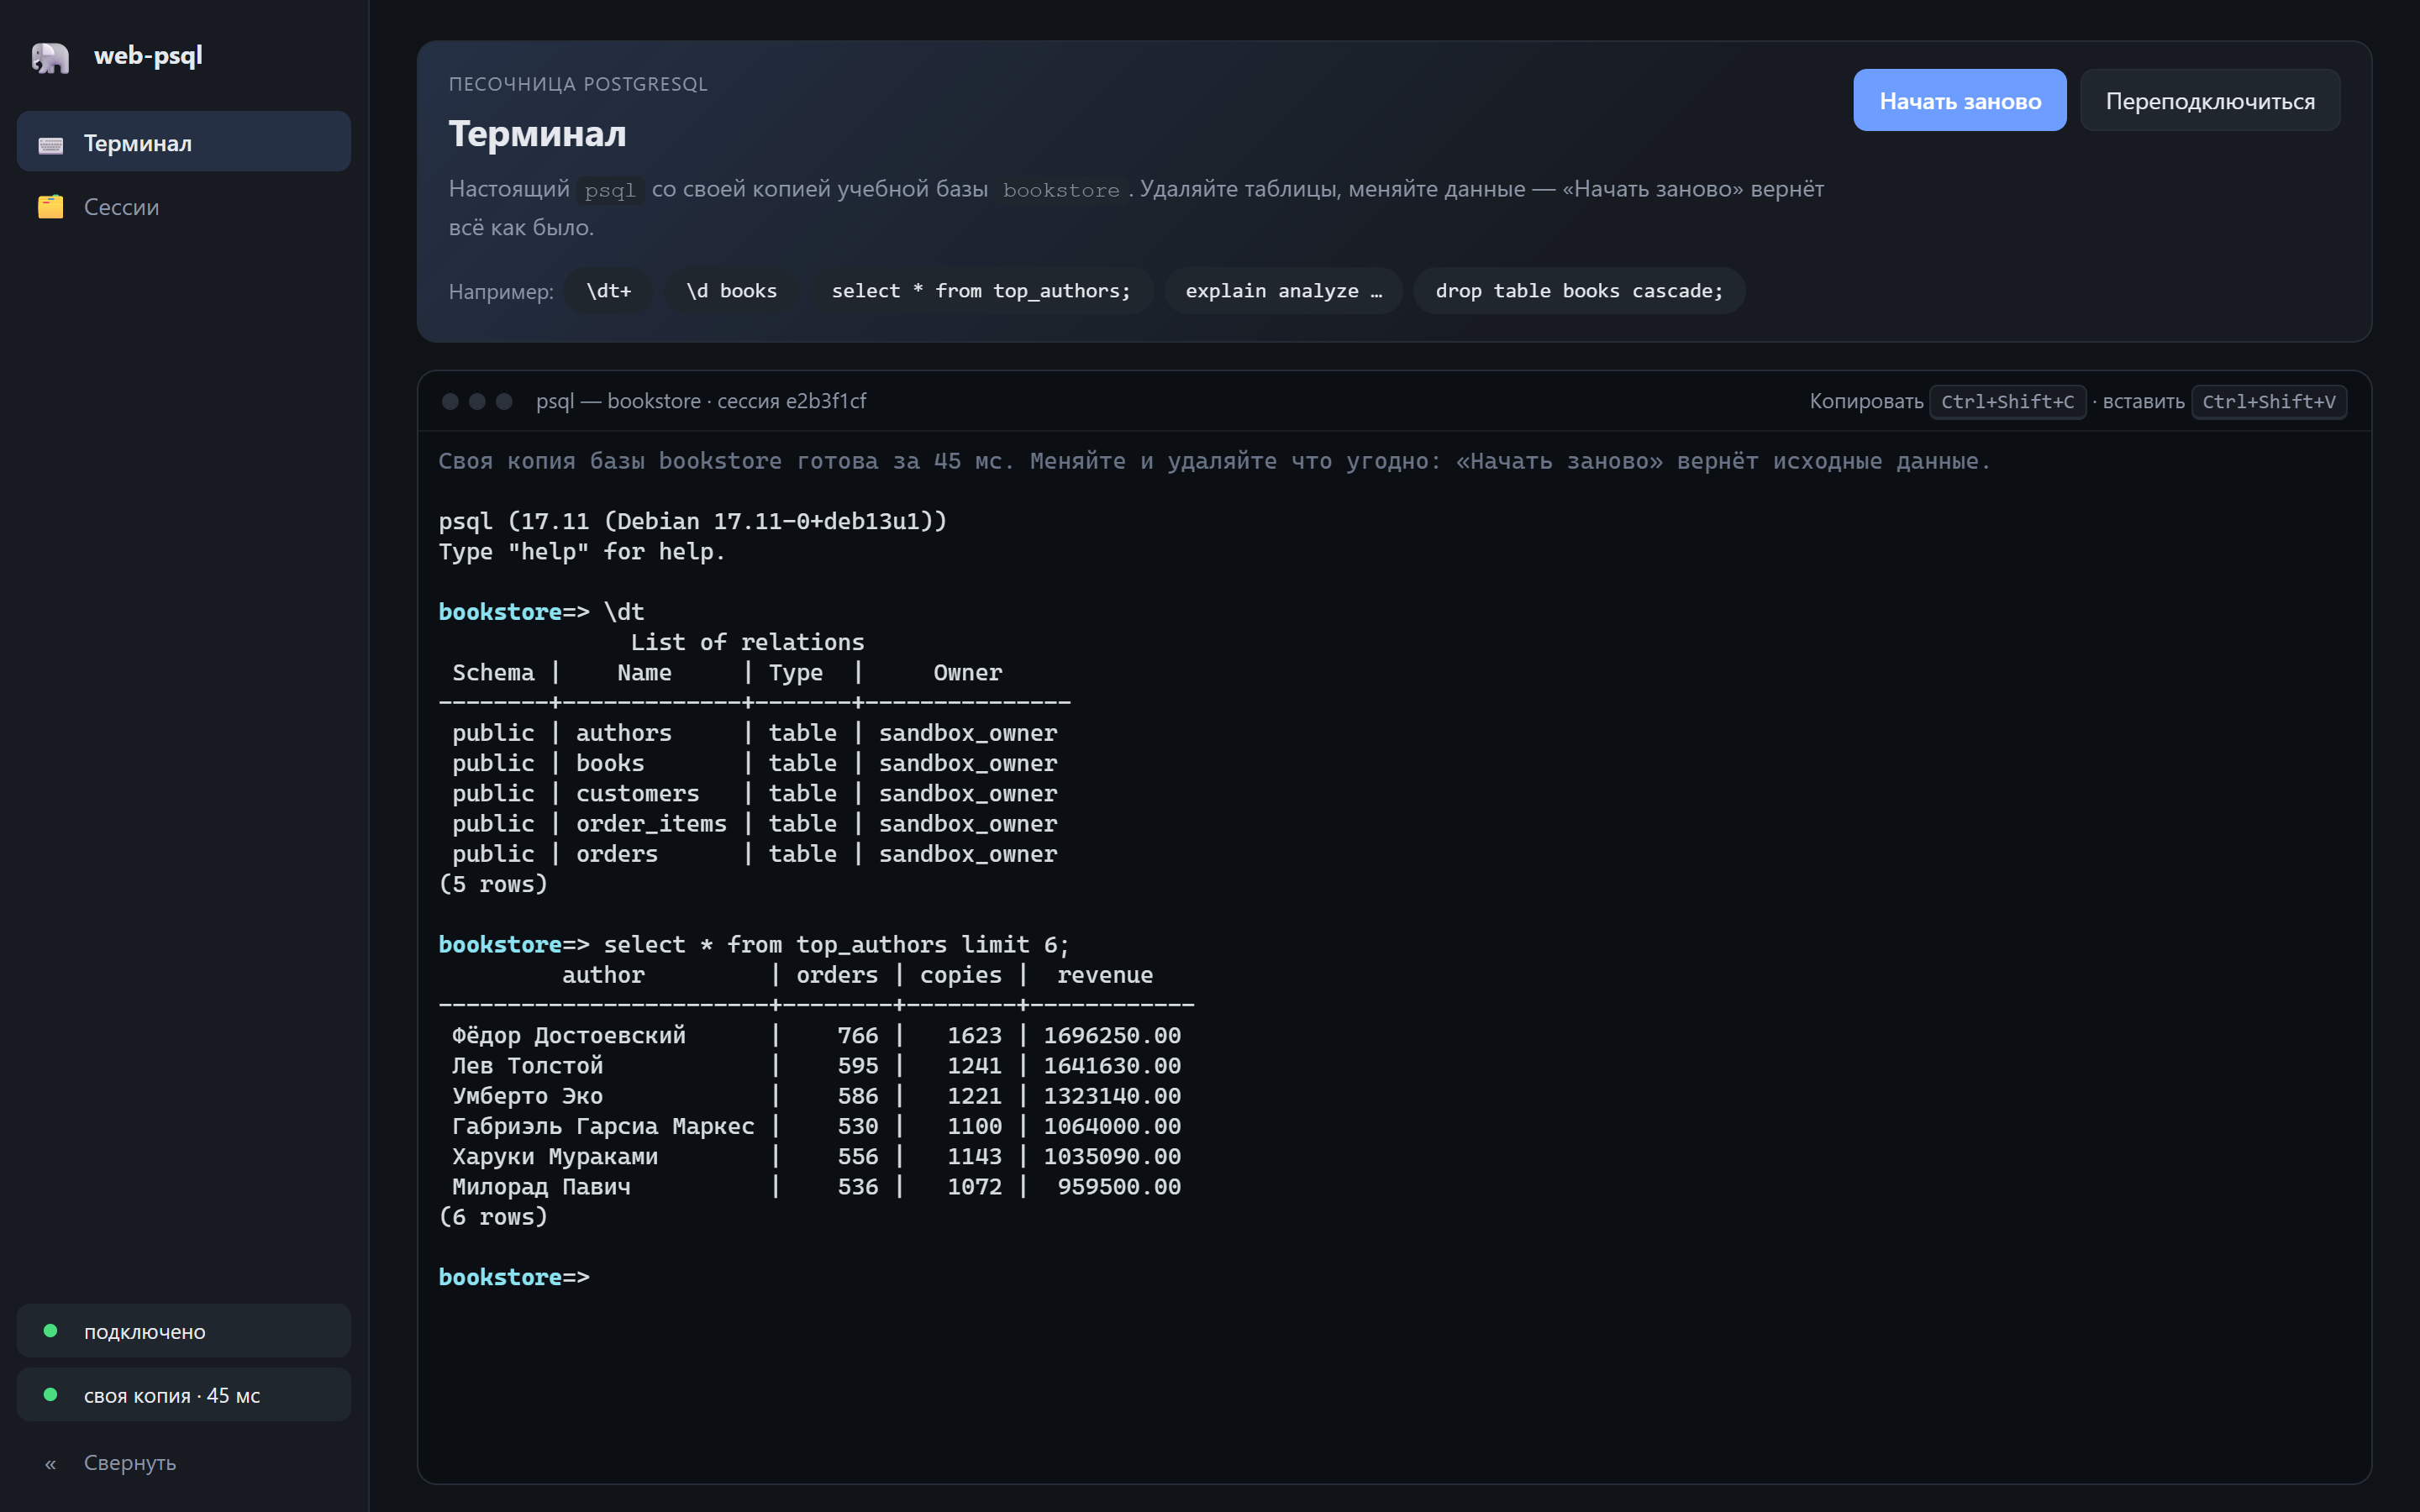 web-psql
Терминал
Сессии
ПЕСОЧНИЦА POSTGRESQL
Терминал
Настоящий psql со своей копией учебной базы bookstore. Удаляйте таблицы, меняйте данные — «Начать заново» вернёт
всё как было.
Начать заново
Переподключиться
Например: \dt+ \d books select * from top_authors; explain analyze … drop table books cascade;
psql — bookstore · сессия e2b3f1cf
Копировать Ctrl+Shift+C · вставить Ctrl+Shift+V
Своя копия базы bookstore готова за 45 мс. Меняйте и удаляйте что угодно: «Начать заново» вернёт исходные данные.
psql (17.11 (Debian 17.11-0+deb13u1))
Type "help" for help.
bookstore=> \dt
            List of relations
 Schema |    Name     | Type  |     Owner
--------+-------------+-------+---------------
 public | authors     | table | sandbox_owner
 public | books       | table | sandbox_owner
 public | customers   | table | sandbox_owner
 public | order_items | table | sandbox_owner
 public | orders      | table | sandbox_owner
(5 rows)
bookstore=> select * from top_authors limit 6;
         author         | orders | copies |  revenue
------------------------+--------+--------+------------
 Фёдор Достоевский      |    766 |   1623 | 1696250.00
 Лев Толстой            |    595 |   1241 | 1641630.00
 Умберто Эко            |    586 |   1221 | 1323140.00
 Габриэль Гарсиа Маркес |    530 |   1100 | 1064000.00
 Харуки Мураками        |    556 |   1143 | 1035090.00
 Милорад Павич          |    536 |   1072 |  959500.00
(6 rows)
bookstore=>
подключено
своя копия · 45 мс
« Свернуть